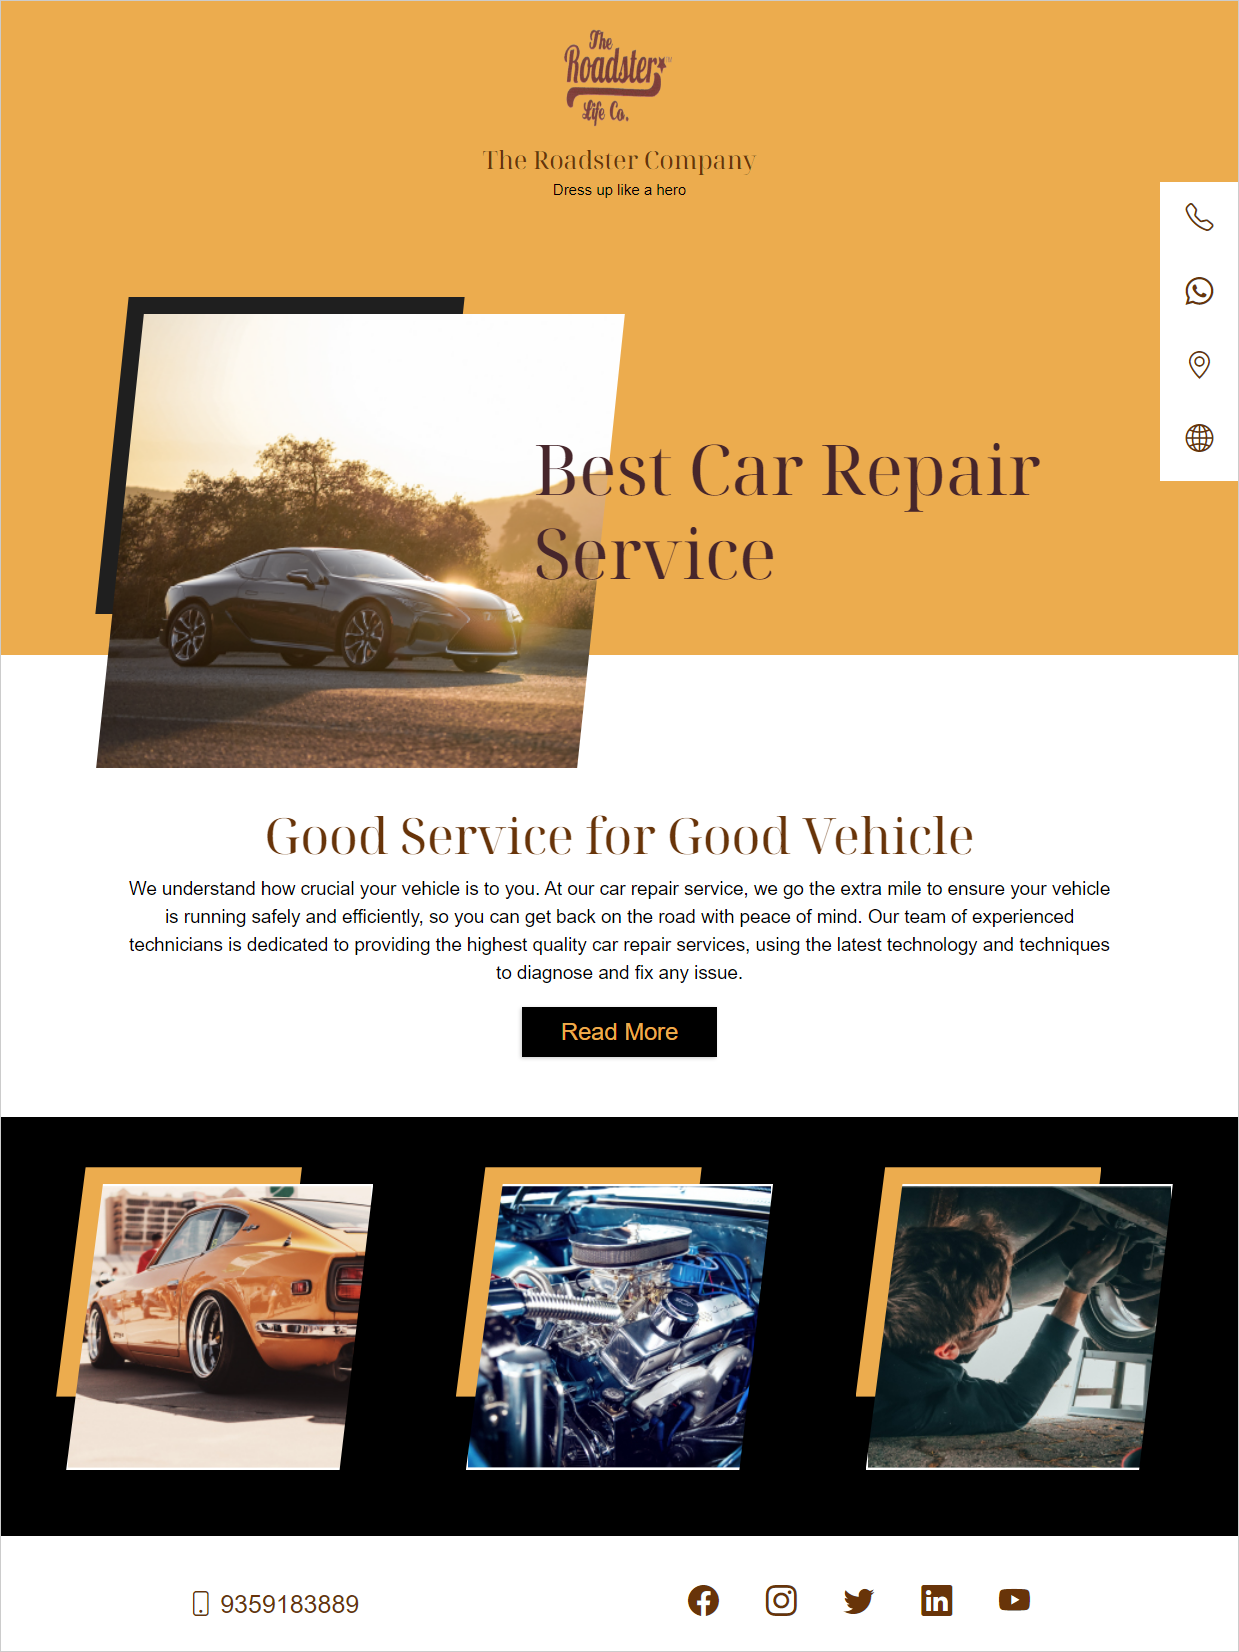 The
Roadster
Life Co.
The Roadster Company
Dress up like a hero
Best Car Repair
Service
Good Service for Good Vehicle
We understand how crucial your vehicle is to you. At our car repair service, we go the extra mile to ensure your vehicle
is running safely and efficiently, so you can get back on the road with peace of mind. Our team of experienced
technicians is dedicated to providing the highest quality car repair services, using the latest technology and techniques
to diagnose and fix any issue.
Read More
9359183889